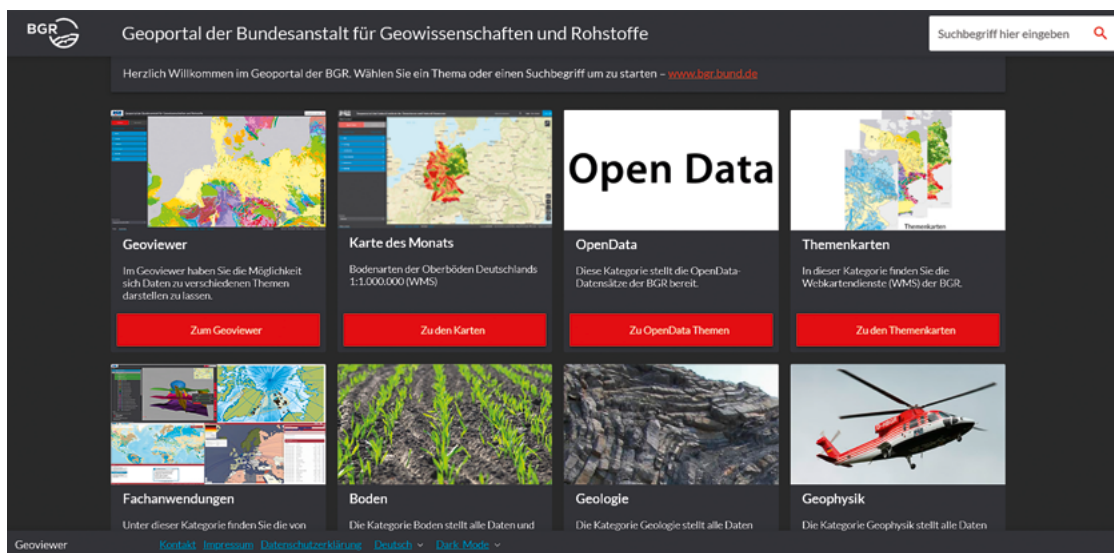 BGR
Geoportal der Bundesanstalt für Geowissenschaften und Rohstoffe
Suchbegriff hier eingeben
Herzlich Willkommen im Geoportal der BGR. Wählen Sie ein Thema oder einen Suchbegriff um zu starten – www.bgr.bund.de
Open Data
Themenkarten
Geoviewer
Im Geoviewer haben Sie die Möglichkeit
sich Daten zu verschiedenen Themen
darstellen zu lassen.
Zum Geoviewer
Karte des Monats
Bodenarten der Oberböden Deutschlands
1:1.000.000 (WMS)
Zu den Karten
OpenData
Diese Kategorie stellt die OpenData-
Datensätze der BGR bereit.
Zu OpenData Themen
Themenkarten
In dieser Kategorie finden Sie die
Webkartendienste (WMS) der BGR.
Zu den Themenkarten
Fachanwendungen
Unter dieser Kategorie finden Sie die von
Boden
Die Kategorie Boden stellt alle Daten und
Geologie
Die Kategorie Geologie stellt alle Daten
Geophysik
Die Kategorie Geophysik stellt alle Daten
Geoviewer
Kontakt Impressum Datenschutzerklärung Deutsch Dark Mode